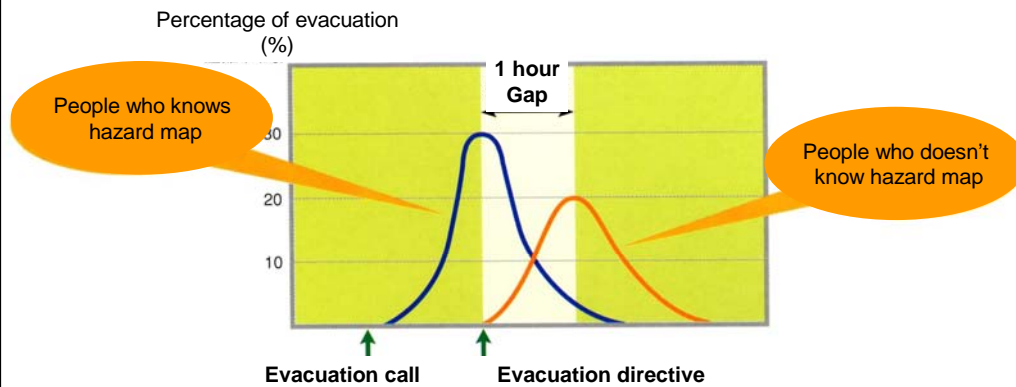 Percentage of evacuation
(%)
1 hour
Gap
People who knows
hazard map
People who doesn't
know hazard map
20
10
Evacuation call
Evacuation directive